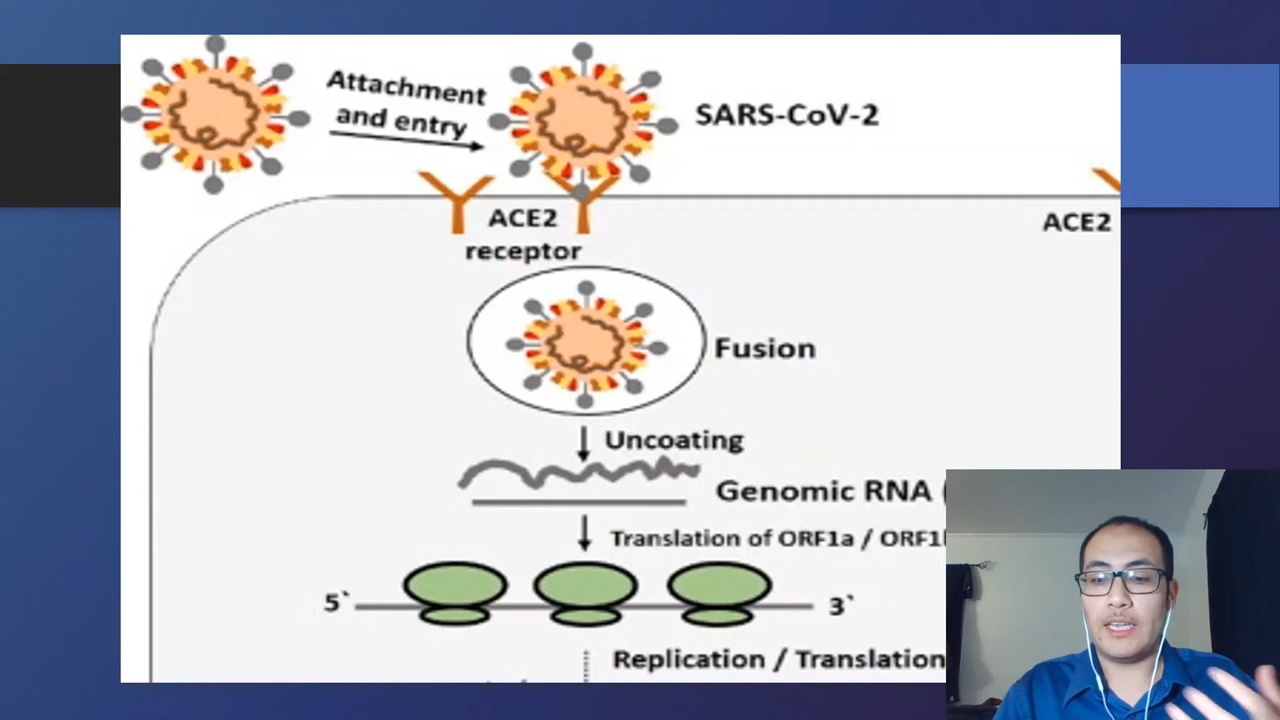 Attachment
and entry
SARS-CoV-2
ACE2
receptor
ACE2
Fusion
Uncoating
Genomic RNA (
Translation of ORF1a /
5` 3`
Replication / Translation